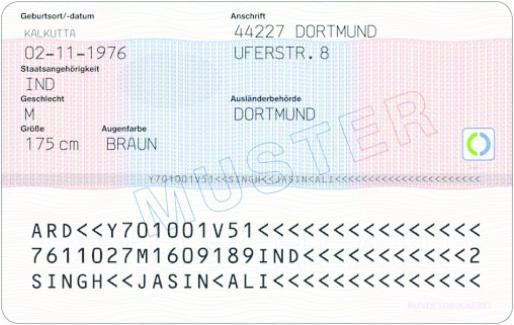 Geburtsort/-datum
KALKUTTA
02-11-1976
Staatsangehörigkeit
IND
Geschlecht
M
Größe Augenfarbe
175 cm BRAUN
Anschrift
44227 DORTMUND
UFERSTR. 8
Ausländerbehörde
DORTMUND
MUSTER
Y701001V51<<SINGH<<JASIN<ALI<<<<<<<<<<<<<<<<<<<<<
ARD<<Y701001V51<<<<<<<<<<<<<<<
7611027M1609189IND<<<<<<<<<<<2
SINGH<<JASIN<ALI<<<<<<<<<<<<<<
BUNDESDRUCKEREI